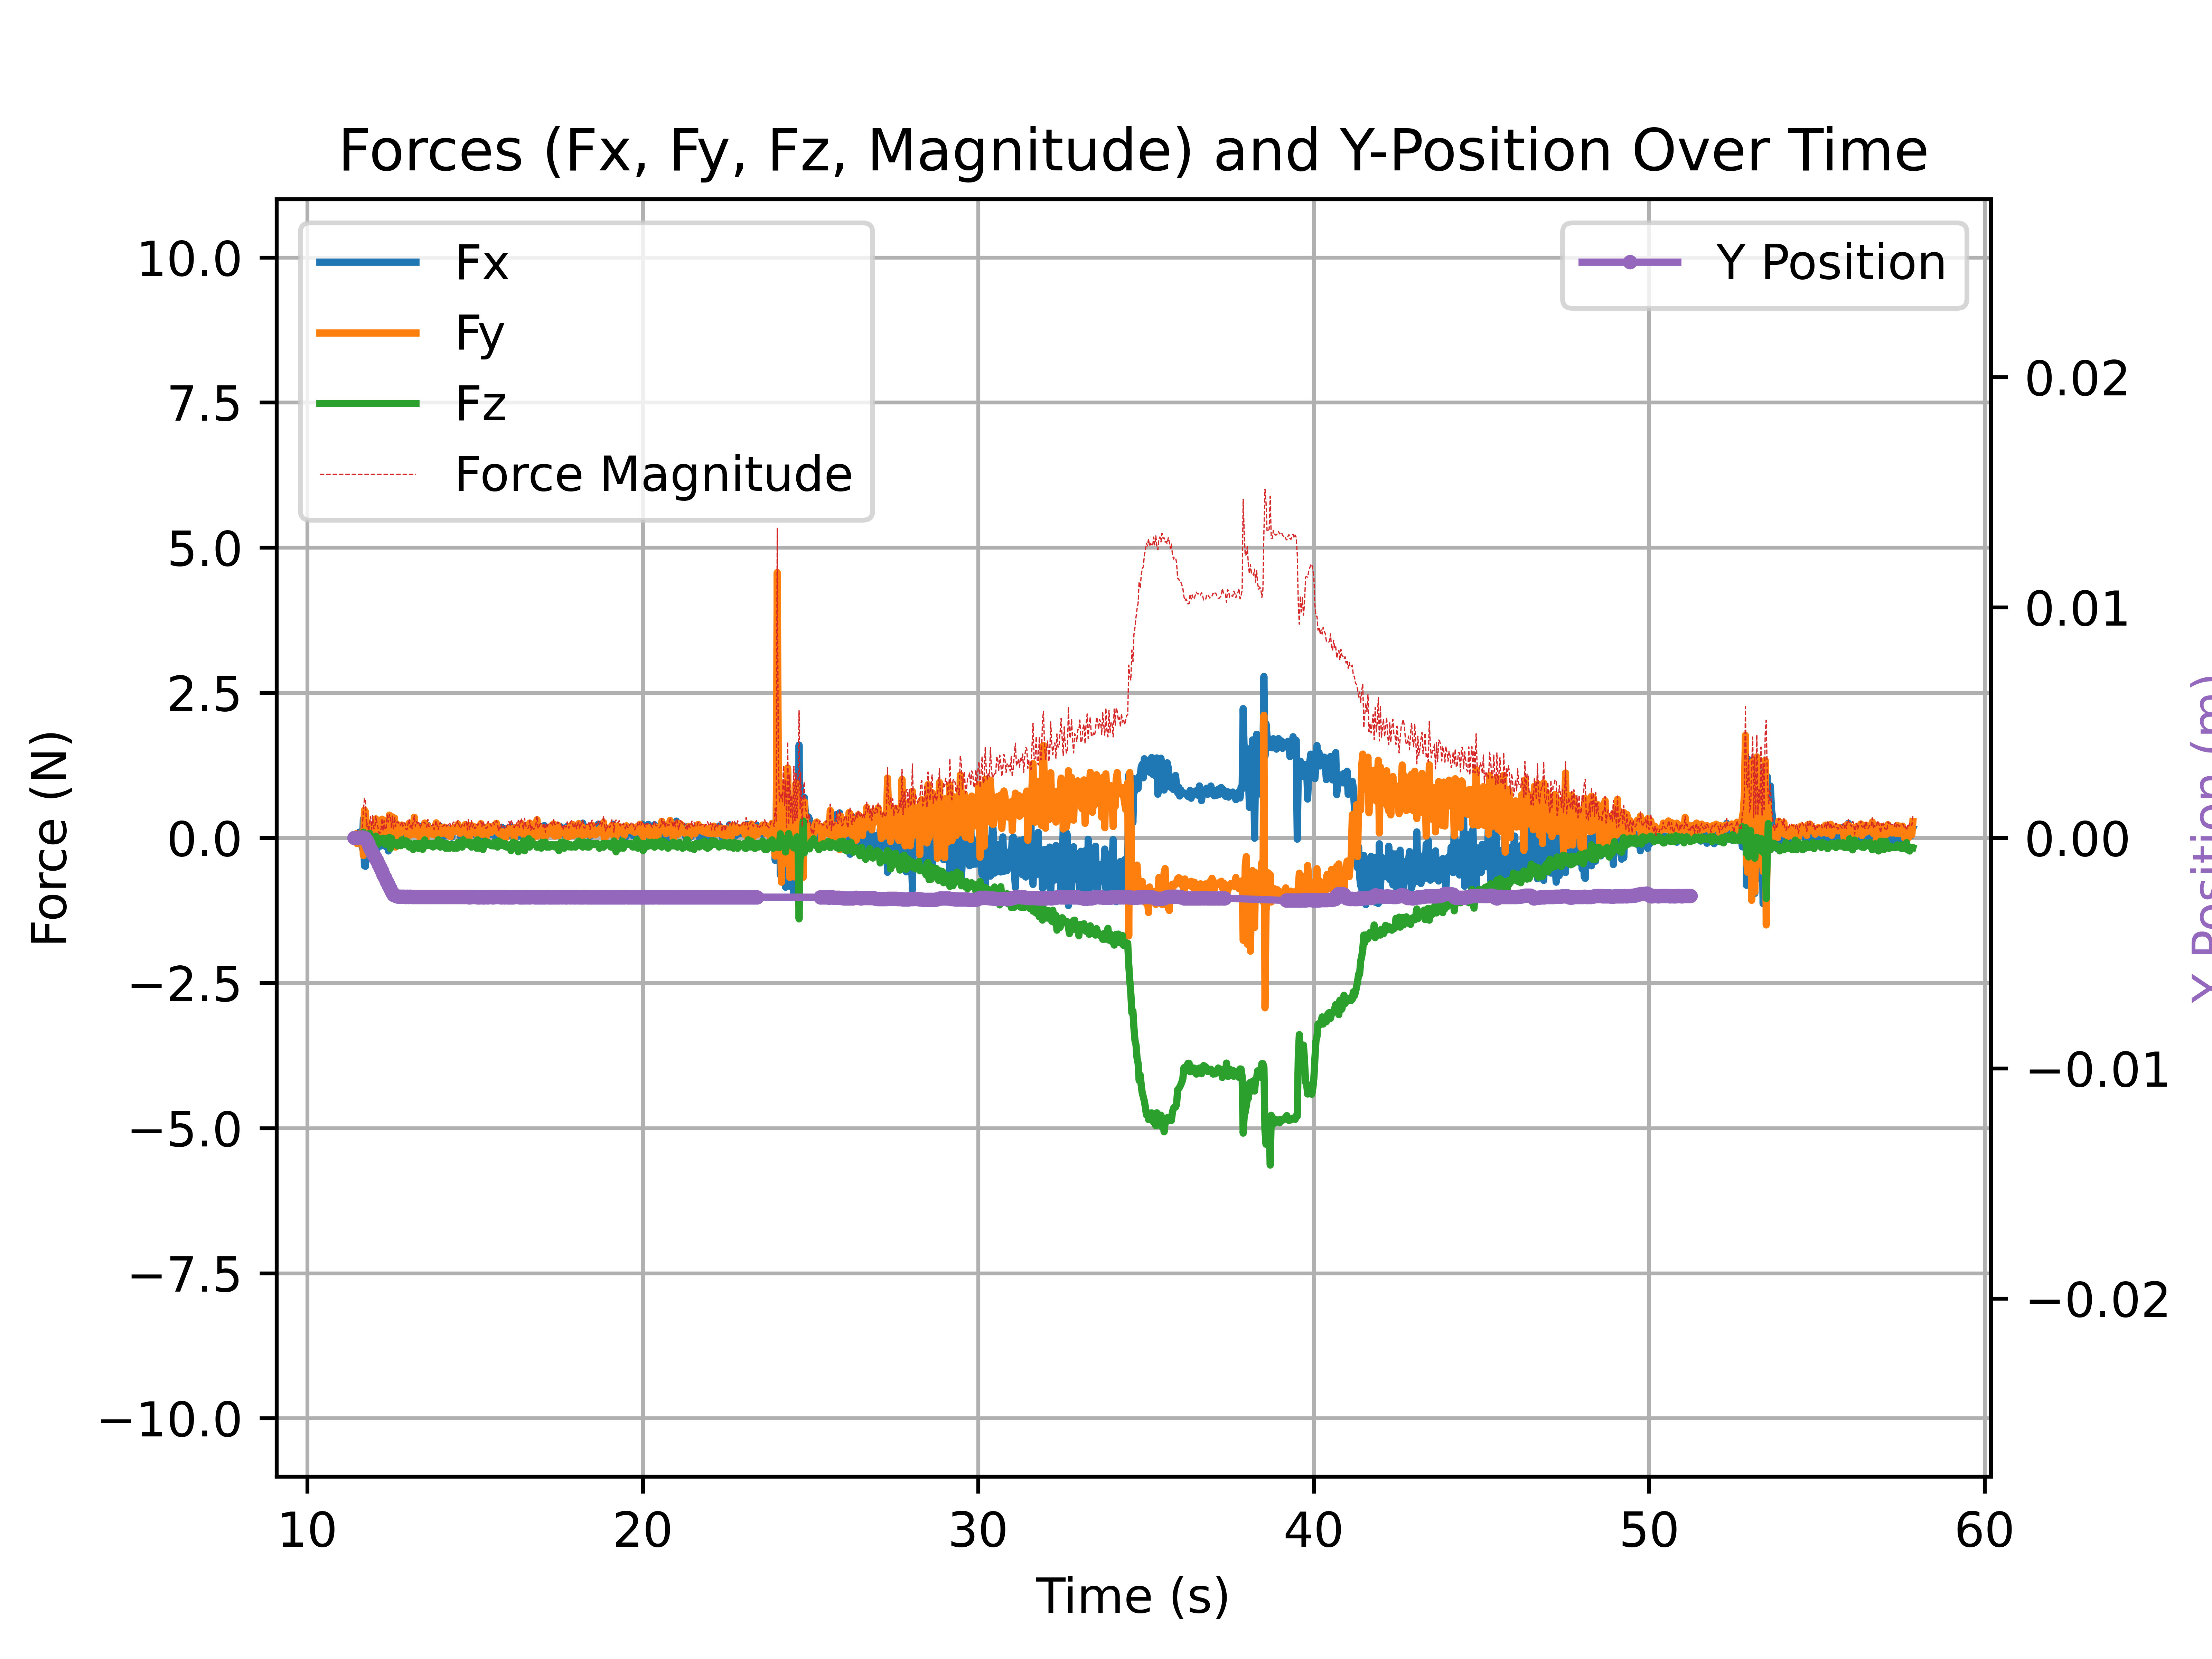 Forces (Fx, Fy, Fz, Magnitude) and Y-Position Over Time
Fx
Fy
Fz
Force Magnitude
Y Position
10.0
7.5
5.0
2.5
0.0
−2.5
−5.0
−7.5
−10.0
Force (N)
0.02
0.01
0.00
−0.01
−0.02
Y Position (m)
10
20
30
40
50
60
Time (s)